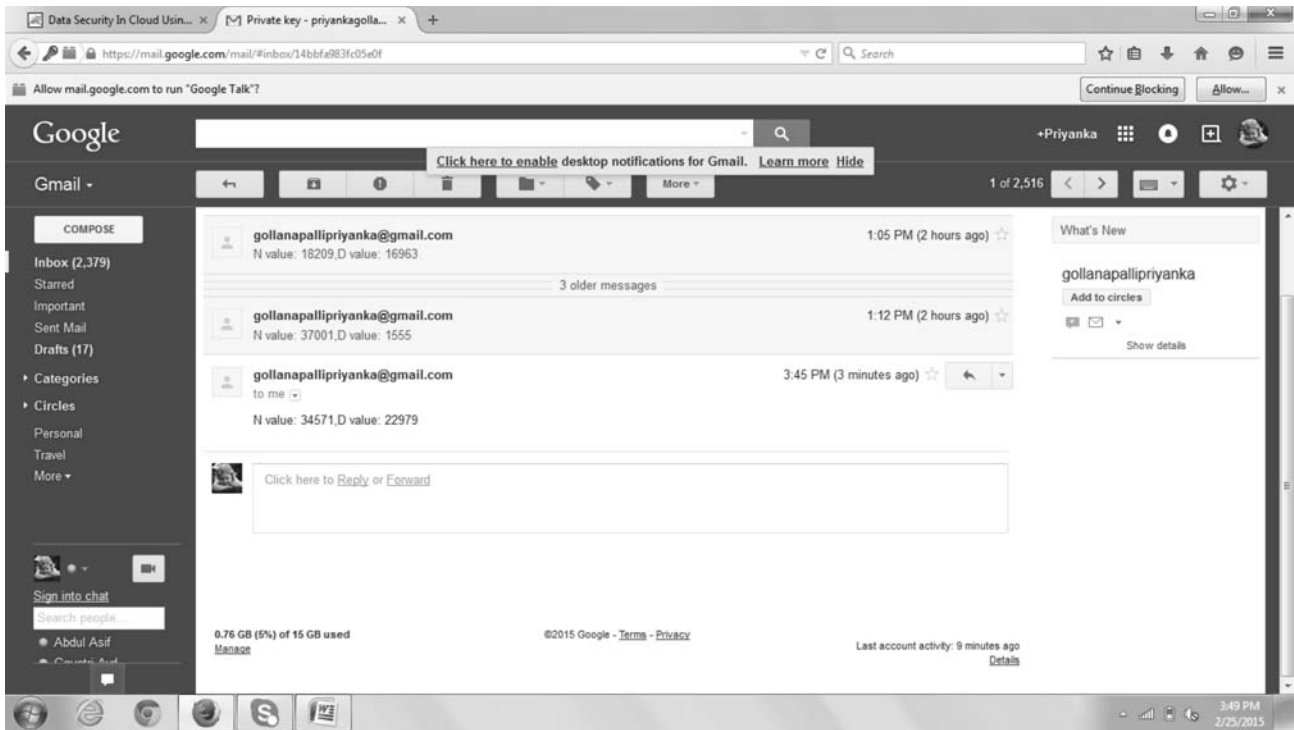 Data Security In Cloud Usin... × Private key - priyankagolla... × +
https://mail.google.com/mail/#inbox/14bbfa983fc05e0f Search
Allow mail.google.com to run "Google Talk"? Continue Blocking Allow... ×
Google +Priyanka
Click here to enable desktop notifications for Gmail. Learn more Hide
Gmail More 1 of 2,516
COMPOSE
Inbox (2,379)
Starred
Important
Sent Mail
Drafts (17)
Categories
Circles
Personal
Travel
More
gollanapallipriyanka@gmail.com 1:05 PM (2 hours ago)
N value: 18209,D value: 16963
3 older messages
gollanapallipriyanka@gmail.com 1:12 PM (2 hours ago)
N value: 37001,D value: 1555
gollanapallipriyanka@gmail.com 3:45 PM (3 minutes ago)
to me
N value: 34571,D value: 22979
Click here to Reply or Forward
What's New
gollanapallipriyanka
Add to circles
Show details
Sign into chat
Search people...
Abdul Asif
0.76 GB (5%) of 15 GB used
Manage
©2015 Google - Terms - Privacy
Last account activity: 9 minutes ago
Details
3:49 PM
2/25/2015